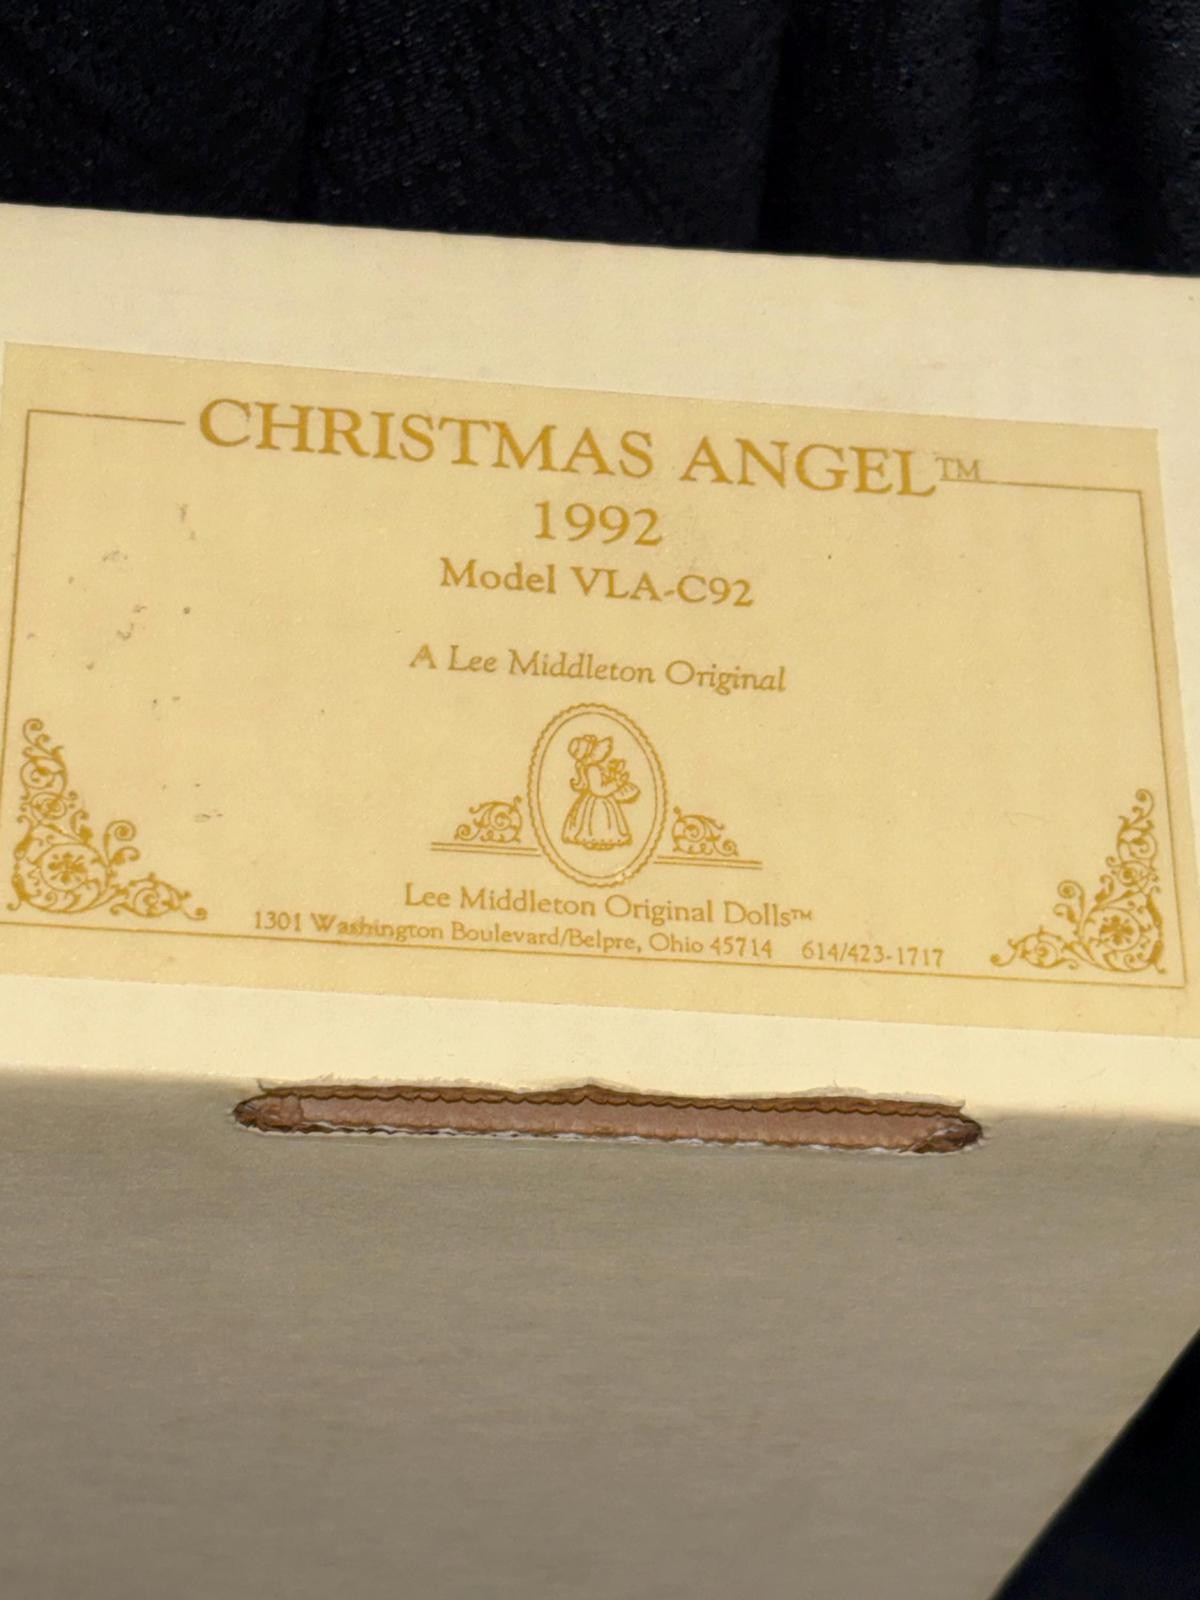 CHRISTMAS ANGEL™
1992
Model VLA-C92
A Lee Middleton Original
Lee Middleton Original Dolls™
1301 Washington Boulevard/Belpre, Ohio 45714 614/423-1717